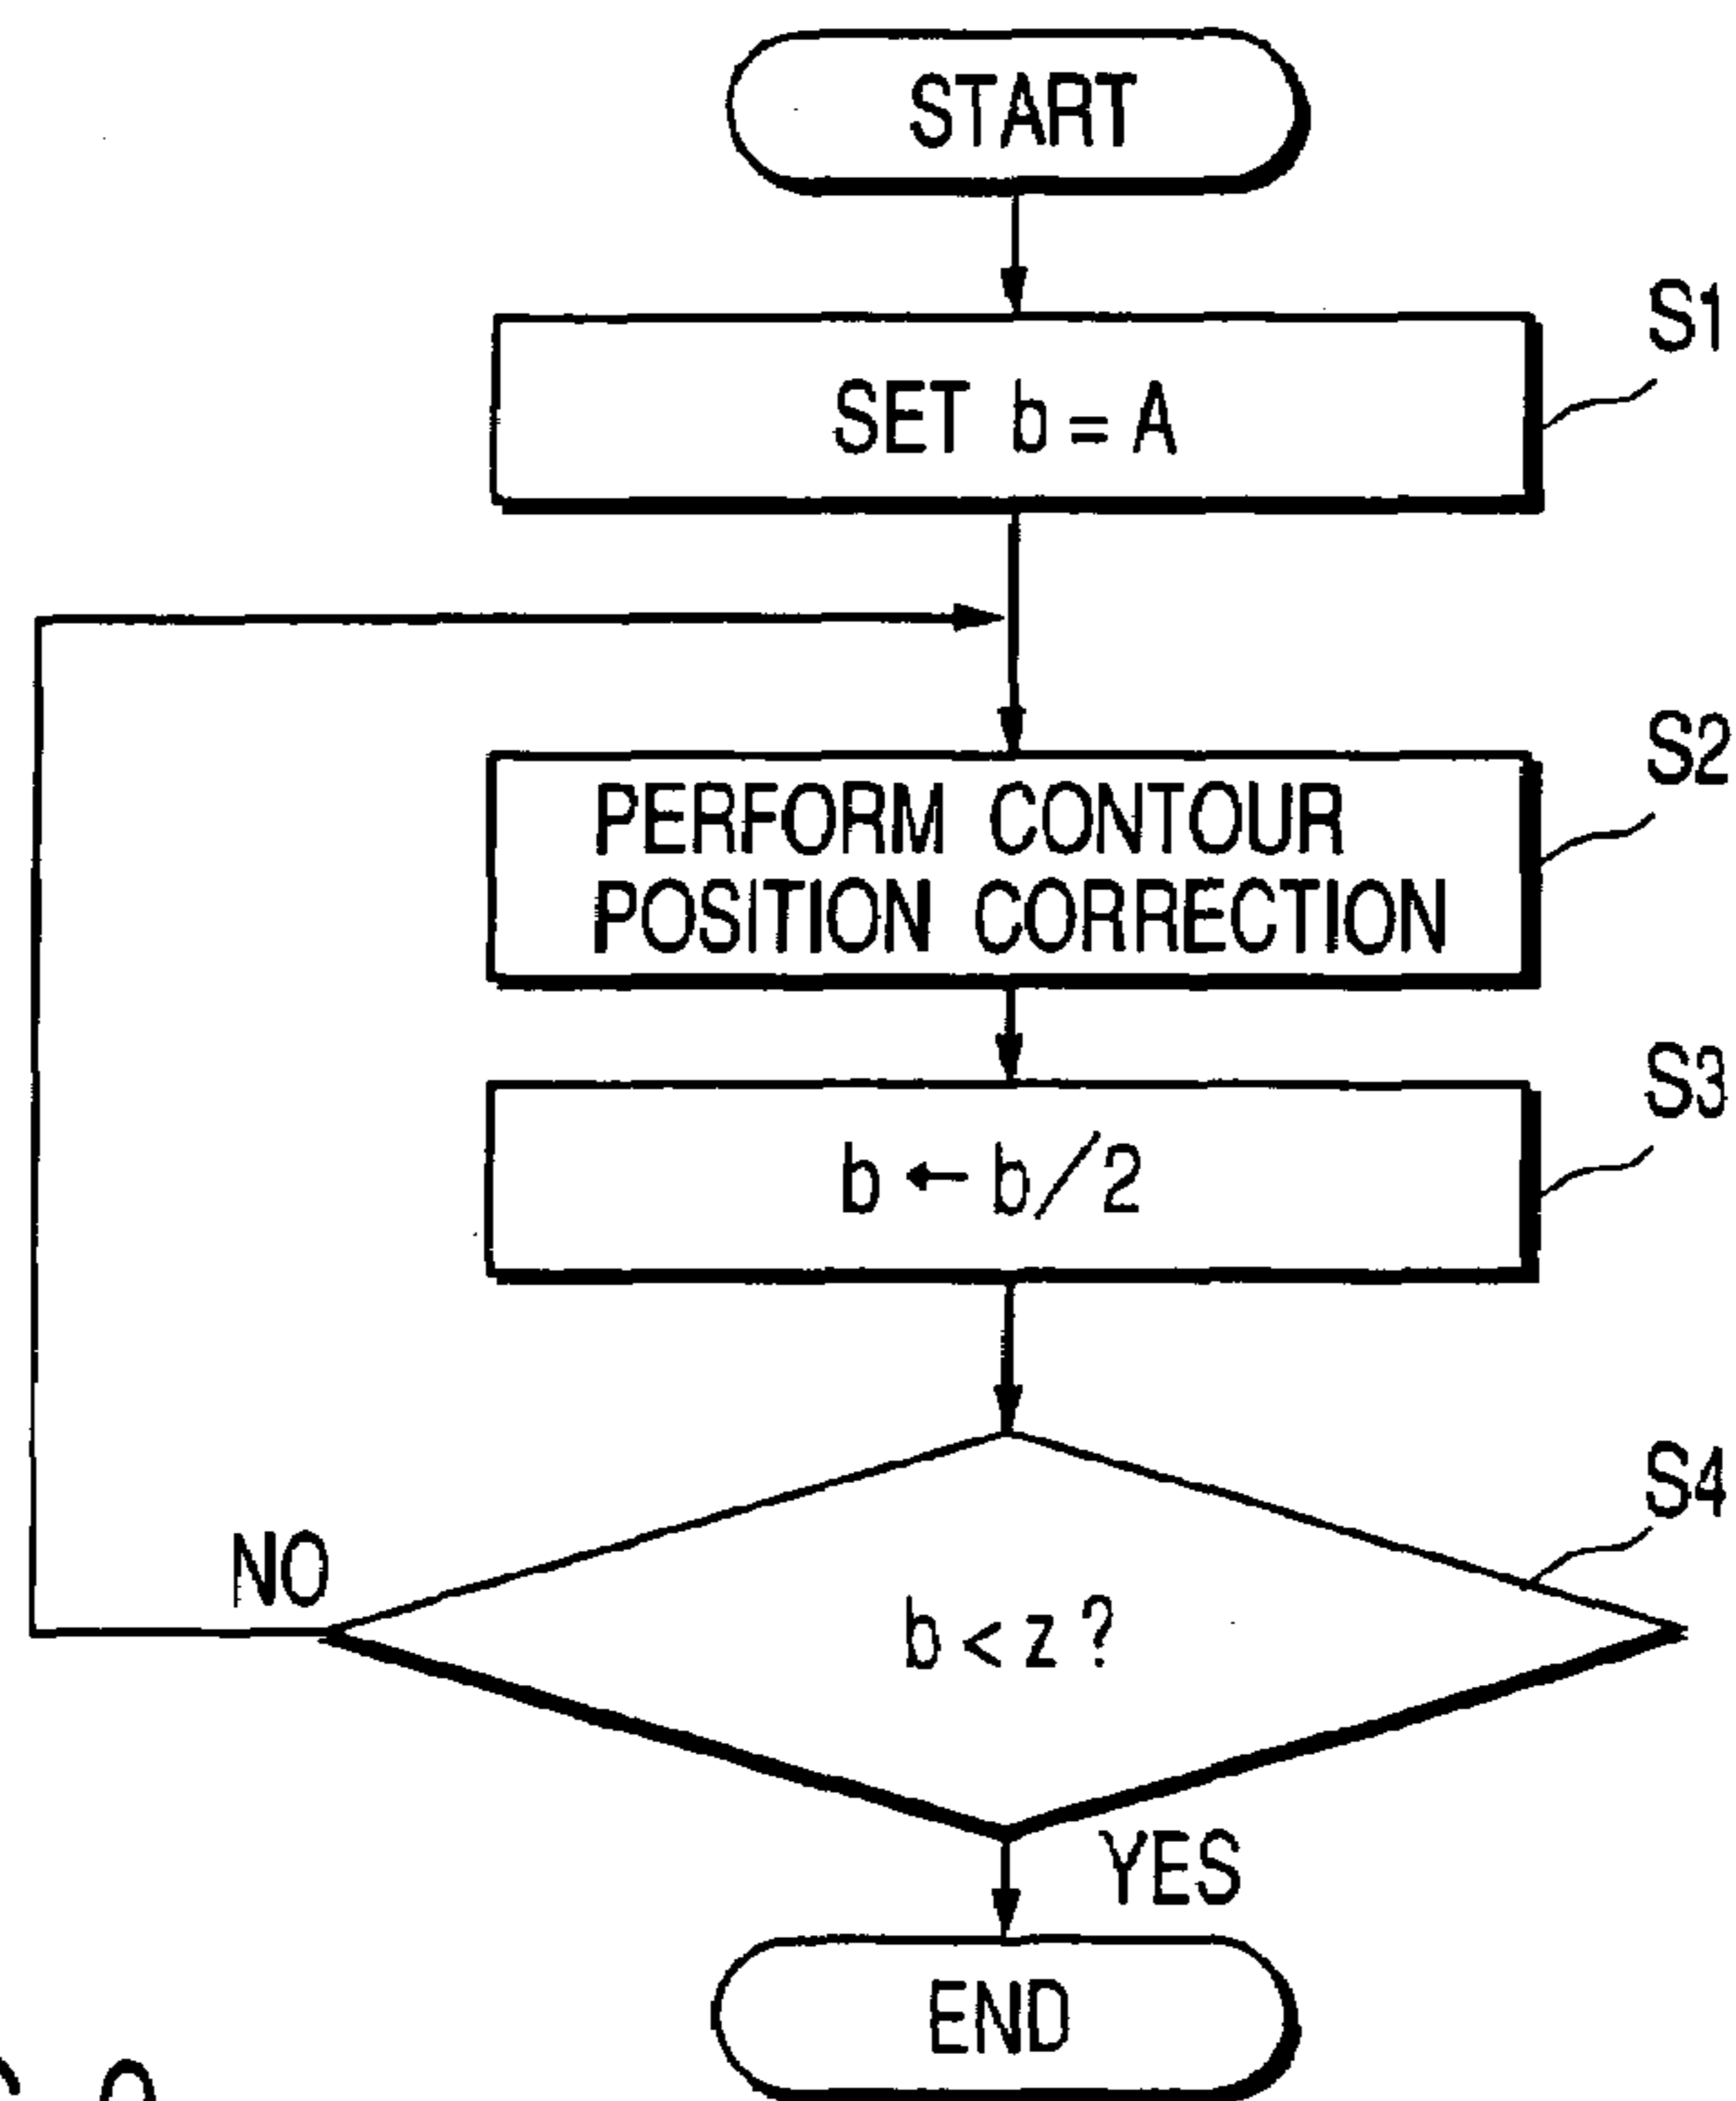 START
S1
SET b = A
S2
PERFORM CONTOUR
POSITION CORRECTION
S3
b ← b/2
S4
NO
b < z ?
YES
END